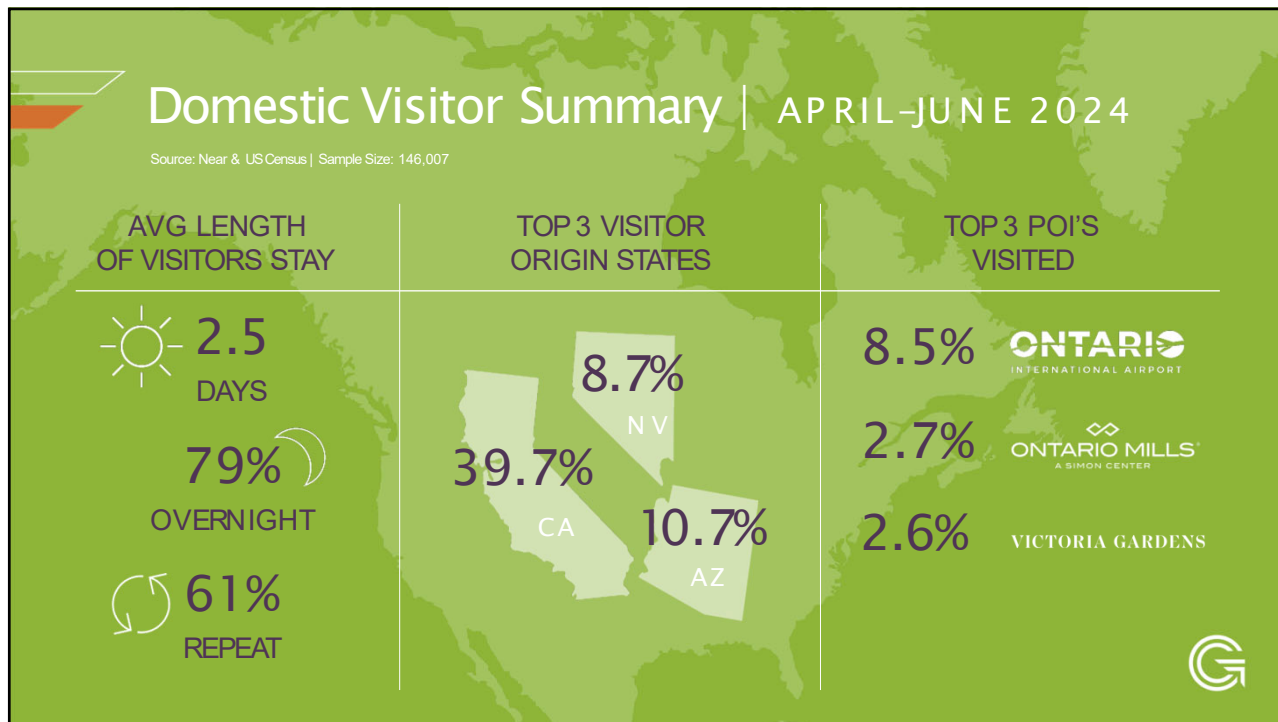 Domestic Visitor Summary | APRIL–JUNE 2024
Source: Near & US Census | Sample Size: 146,007
AVG LENGTH
OF VISITORS STAY
2.5
DAYS
79%
OVERNIGHT
61%
REPEAT
TOP 3 VISITOR
ORIGIN STATES
8.7%
NV
39.7%
CA
10.7%
AZ
TOP 3 POI'S
VISITED
8.5% ONTARIO
INTERNATIONAL AIRPORT
2.7% ONTARIO MILLS®
A SIMON CENTER
2.6% VICTORIA GARDENS
G